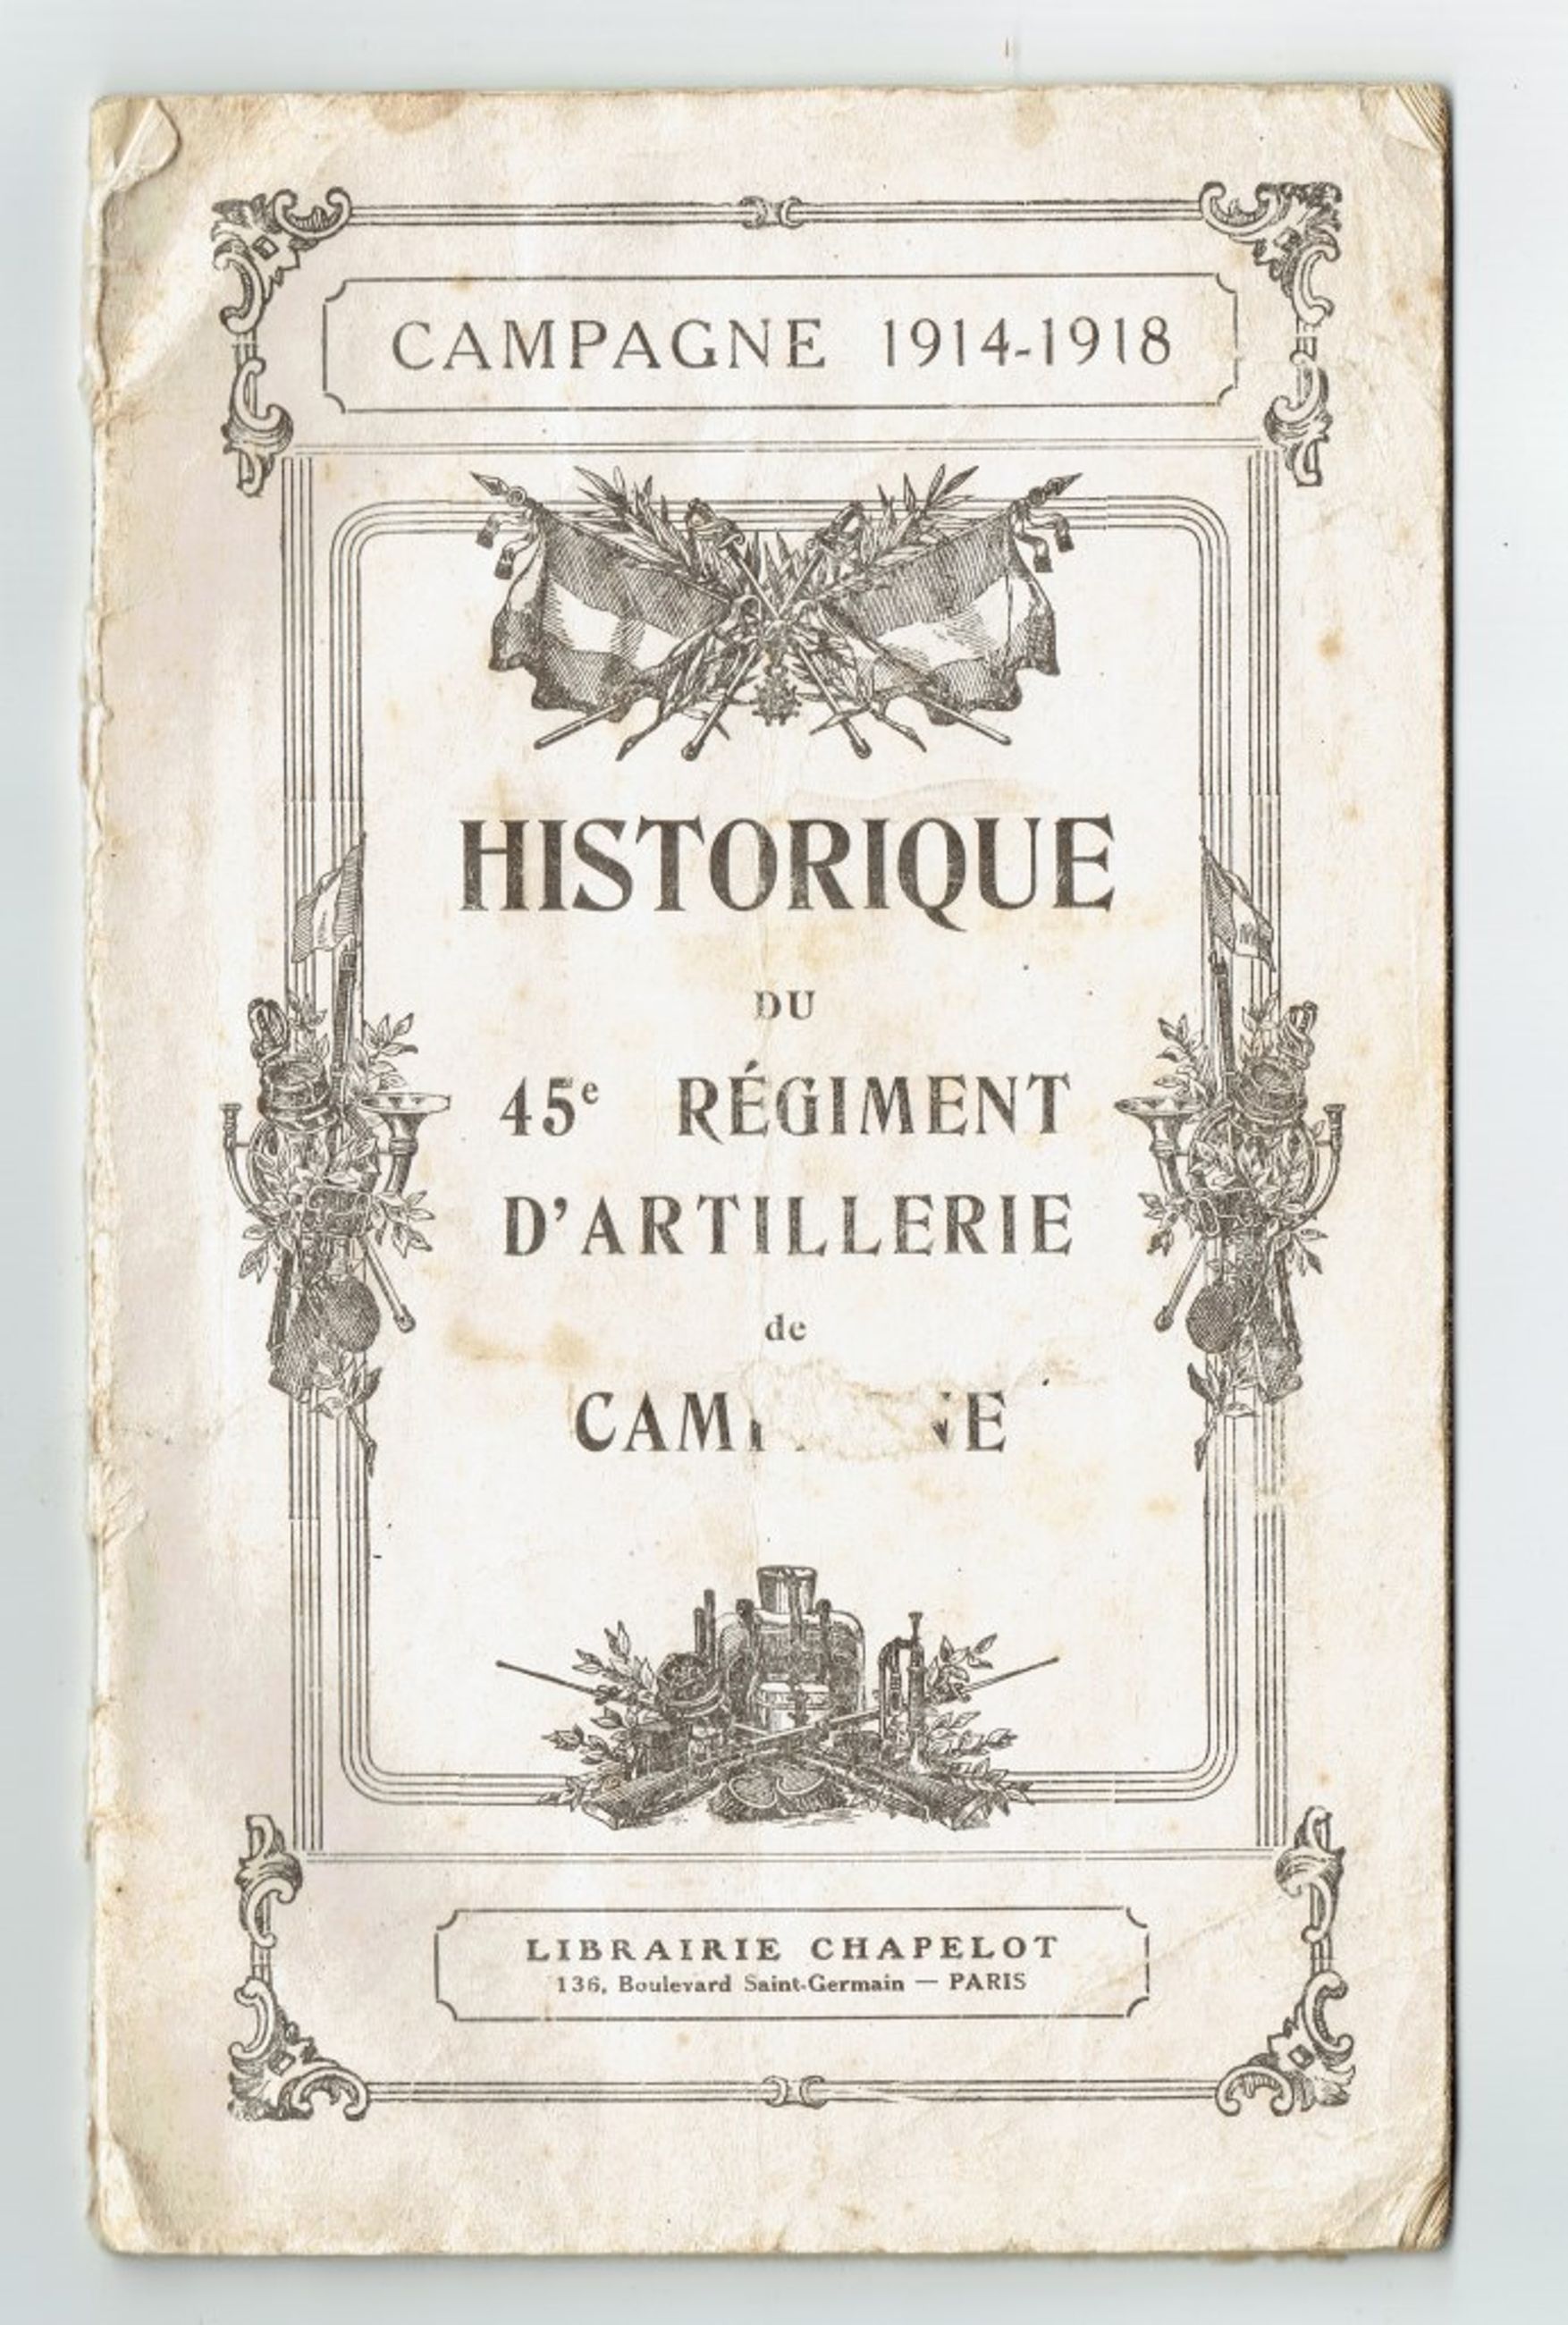 CAMPAGNE 1914-1918
HISTORIQUE
DU
45e RÉGIMENT
D'ARTILLERIE
de
LIBRAIRIE CHAPELOT
136, Boulevard Saint-Germain — PARIS